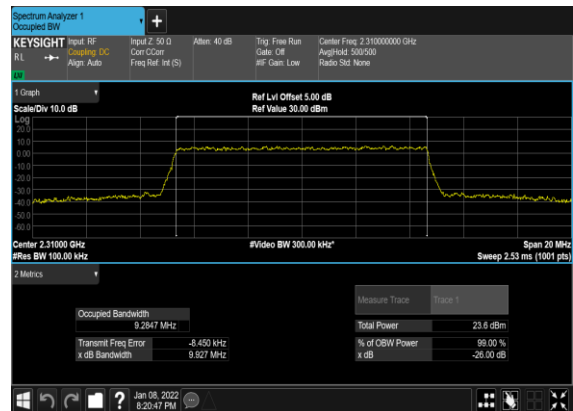 Spectrum Analyzer 1
Occupied BW
KEYSIGHT
RL
LW
Input: RF
Coupling: DC
Align: Auto
Input Z: 50 Ω
Corr CCorr
Freq Ref: Int (S)
Atten: 40 dB
Trig: Free Run
Gate: Off
#IF Gain: Low
Center Freq: 2.310000000 GHz
Avg|Hold: 500/500
Radio Std: None
1 Graph
Scale/Div 10.0 dB
Ref Lvl Offset 5.00 dB
Ref Value 30.00 dBm
Log
20.0
10.0
0.00
-10.0
-20.0
-30.0
-40.0
-50.0
-60.0
Center 2.31000 GHz
#Res BW 100.00 kHz
#Video BW 300.00 kHz*
Span 20 MHz
Sweep 2.53 ms (1001 pts)
2 Metrics
Measure Trace
Trace 1
Occupied Bandwidth
9.2847 MHz
Total Power
23.6 dBm
Transmit Freq Error
-8.450 kHz
% of OBW Power
99.00 %
x dB Bandwidth
9.927 MHz
x dB
-26.00 dB
?
Jan 08, 2022
8:20:47 PM